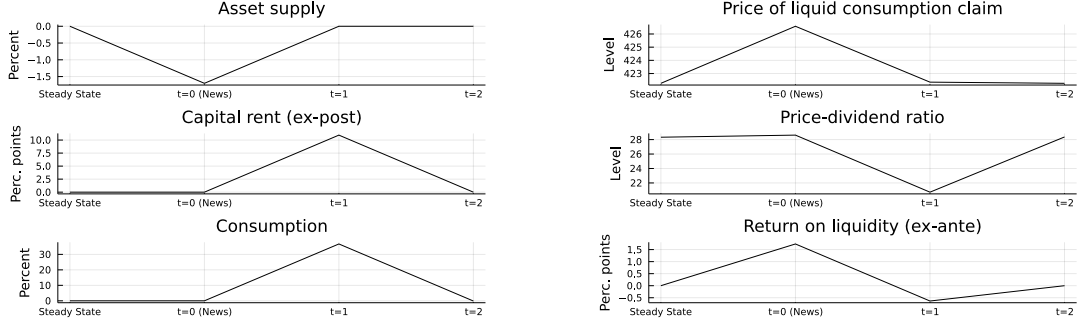 Asset supply
Percent
0.0
−0.5
−1.0
−1.5
Steady State t=0 (News) t=1 t=2
Price of liquid consumption claim
Level
426
425
424
423
Steady State t=0 (News) t=1 t=2
Capital rent (ex-post)
Perc. points
10.0
7.5
5.0
2.5
0.0
Steady State t=0 (News) t=1 t=2
Price-dividend ratio
Level
28
26
24
22
Steady State t=0 (News) t=1 t=2
Consumption
Percent
30
20
10
0
Steady State t=0 (News) t=1 t=2
Return on liquidity (ex-ante)
Perc. points
1.5
1.0
0.5
0.0
−0.5
Steady State t=0 (News) t=1 t=2